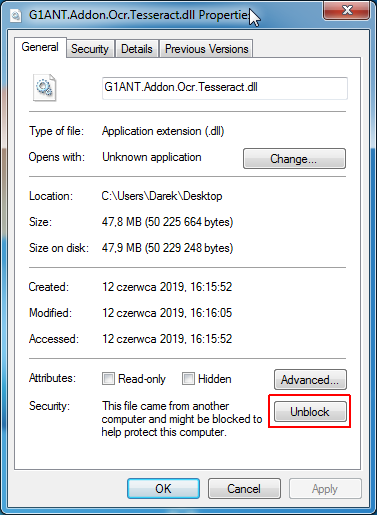 G1ANT.Addon.Ocr.Tesseract.dll Properties
General Security Details Previous Versions
G1ANT.Addon.Ocr.Tesseract.dll
Type of file: Application extension (.dll)
Opens with: Unknown application Change...
Location: C:\Users\Darek\Desktop
Size: 47,8 MB (50 225 664 bytes)
Size on disk: 47,9 MB (50 229 248 bytes)
Created: 12 czerwca 2019, 16:15:52
Modified: 12 czerwca 2019, 16:16:05
Accessed: 12 czerwca 2019, 16:15:52
Attributes: Read-only Hidden Advanced...
Security: This file came from another
computer and might be blocked to
help protect this computer.
Unblock
OK Cancel Apply